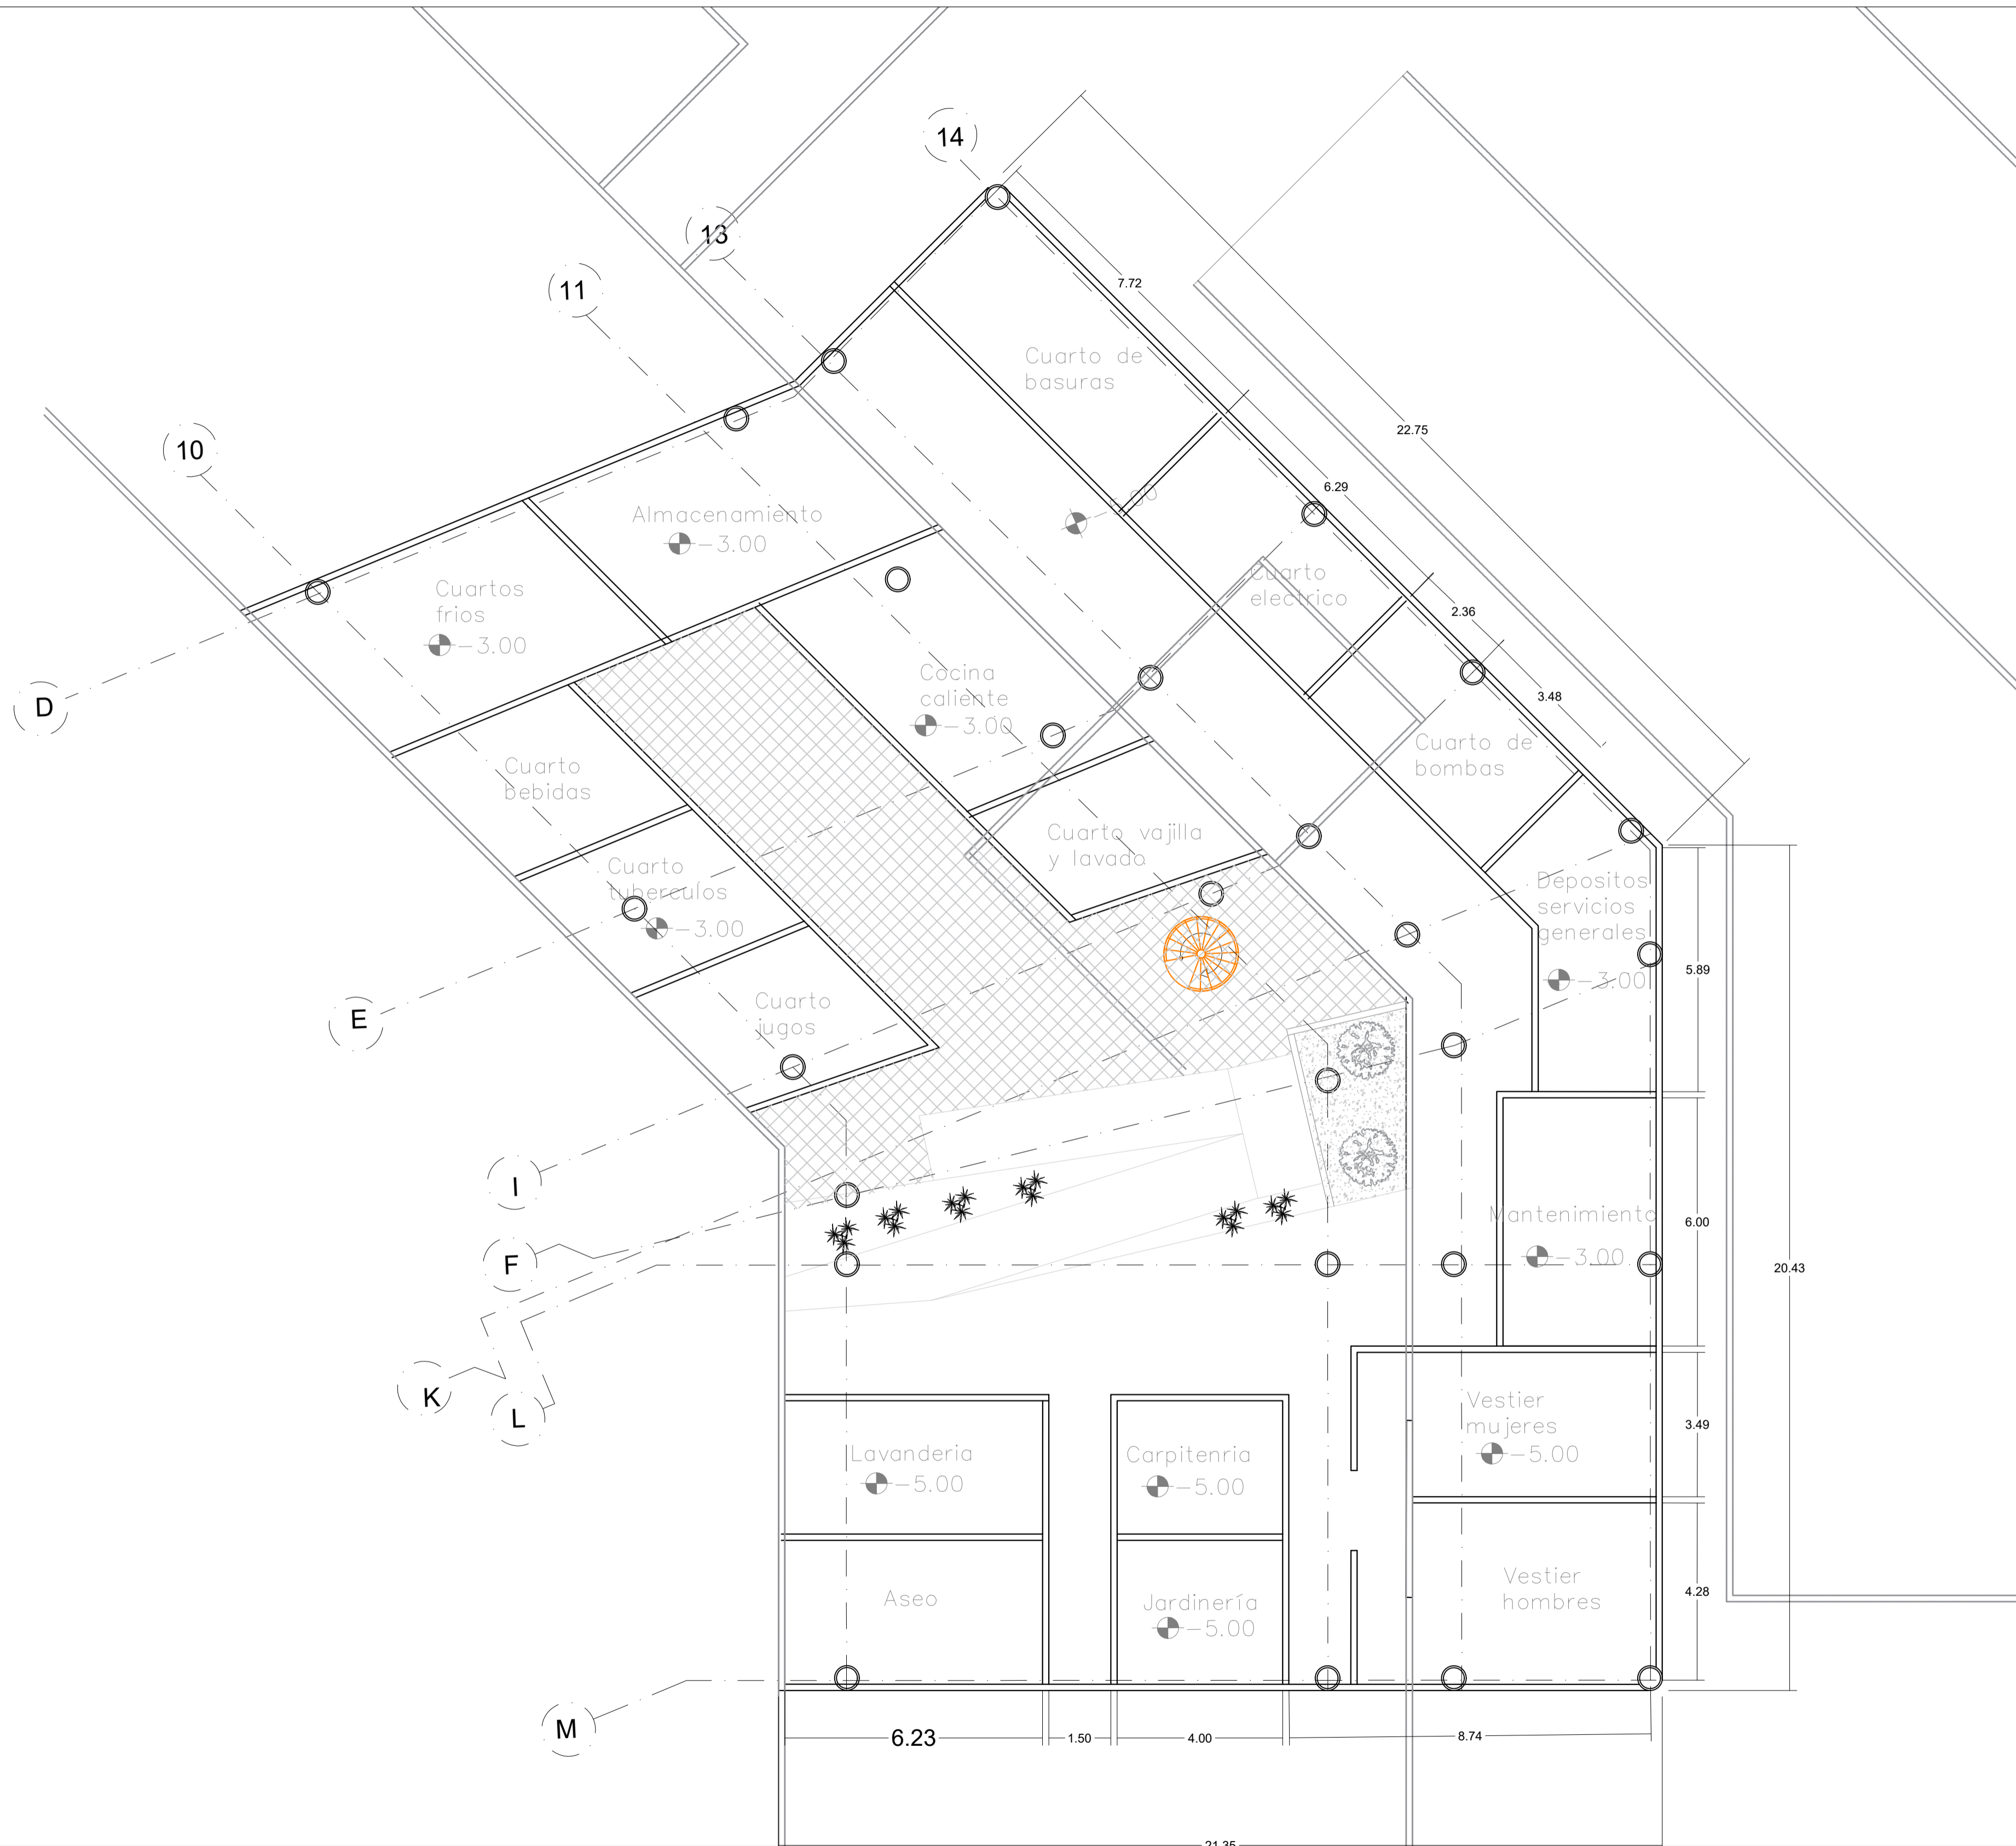 14
13
11
7.72
Cuarto de
basuras
22.75
10
6.29
Almacenamiento
-3.00
Cuartos
frios
-3.00
Cuarto
electrico
2.36
D
Cocina
caliente
-3.00
3.48
Cuarto de
bombas
Cuarto
bebidas
Cuarto vajilla
y lavado
Cuarto
tuberculos
-3.00
Depositos
servicios
generales
-3.00
5.89
E
Cuarto
jugos
I
F
Mantenimiento
-3.00
6.00
20.43
K
L
Vestier
mujeres
-5.00
3.49
Lavanderia
-5.00
Carpitenria
-5.00
Aseo
Jardinería
-5.00
Vestier
hombres
4.28
M
6.23
1.50
4.00
8.74
21.35